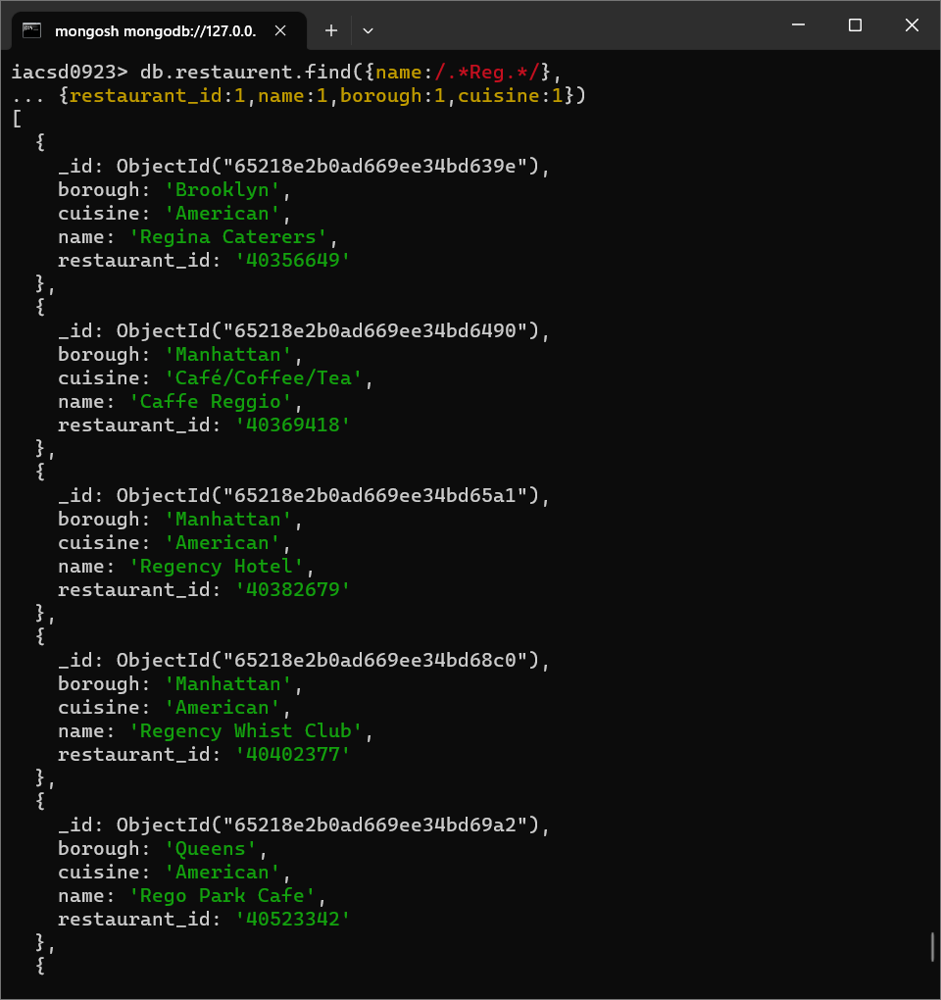 mongosh mongodb://127.0.0.
iacsd0923> db.restaurent.find({name:/.*Reg.*/},
... {restaurant_id:1,name:1,borough:1,cuisine:1})
[
  {
    _id: ObjectId("65218e2b0ad669ee34bd639e"),
    borough: 'Brooklyn',
    cuisine: 'American',
    name: 'Regina Caterers',
    restaurant_id: '40356649'
  },
  {
    _id: ObjectId("65218e2b0ad669ee34bd6490"),
    borough: 'Manhattan',
    cuisine: 'Café/Coffee/Tea',
    name: 'Caffe Reggio',
    restaurant_id: '40369418'
  },
  {
    _id: ObjectId("65218e2b0ad669ee34bd65a1"),
    borough: 'Manhattan',
    cuisine: 'American',
    name: 'Regency Hotel',
    restaurant_id: '40382679'
  },
  {
    _id: ObjectId("65218e2b0ad669ee34bd68c0"),
    borough: 'Manhattan',
    cuisine: 'American',
    name: 'Regency Whist Club',
    restaurant_id: '40402377'
  },
  {
    _id: ObjectId("65218e2b0ad669ee34bd69a2"),
    borough: 'Queens',
    cuisine: 'American',
    name: 'Rego Park Cafe',
    restaurant_id: '40523342'
  },
  {